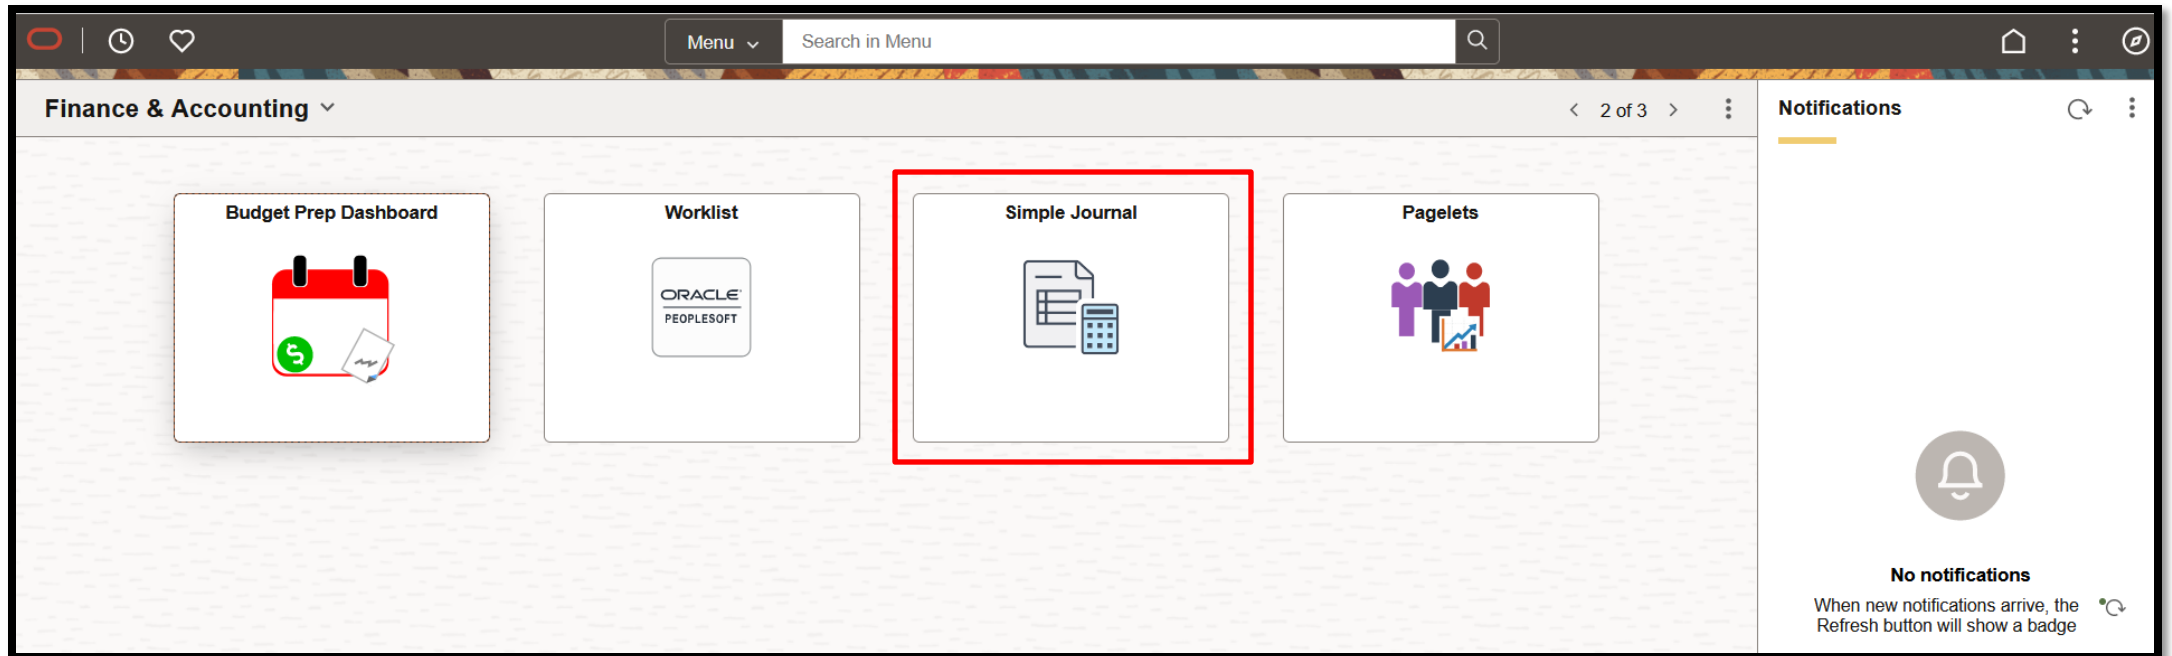 Menu
Search in Menu
Finance & Accounting
2 of 3
Notifications
Budget Prep Dashboard
Worklist
Simple Journal
Pagelets
ORACLE
PEOPLESOFT
No notifications
When new notifications arrive, the
Refresh button will show a badge